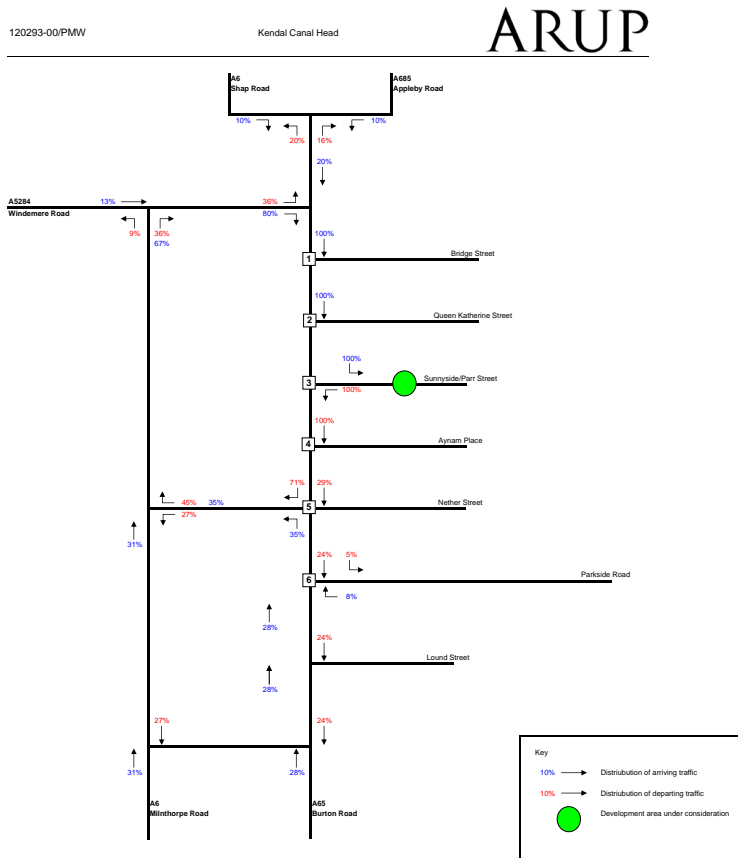 120293-00/PMW
Kendal Canal Head
ARUP
A6
Shap Road
A685
Appleby Road
10%
20%
16%
10%
20%
A5284
Windemere Road
13%
36%
9%
36%
67%
80%
100%
1
Bridge Street
100%
2
Queen Katherine Street
100%
3
Sunnyside/Parr Street
100%
100%
4
Aynam Place
71%
29%
45%
35%
5
Nether Street
27%
35%
31%
24%
5%
6
Parkside Road
8%
28%
24%
Lound Street
28%
27%
24%
31%
28%
A6
Milnthorpe Road
A65
Burton Road
Key
10%
Distriubution of arriving traffic
10%
Distriubution of departing traffic
Development area under consideration